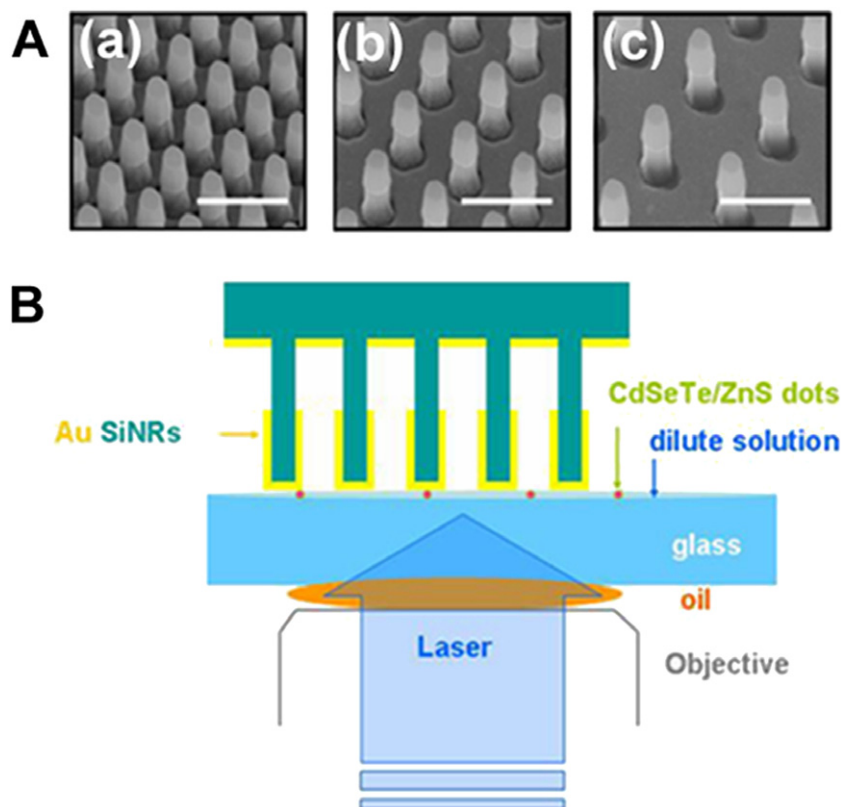 A
(a)
(b)
(c)
B
CdSeTe/ZnS dots
Au SiNRs
dilute solution
glass
oil
Laser
Objective